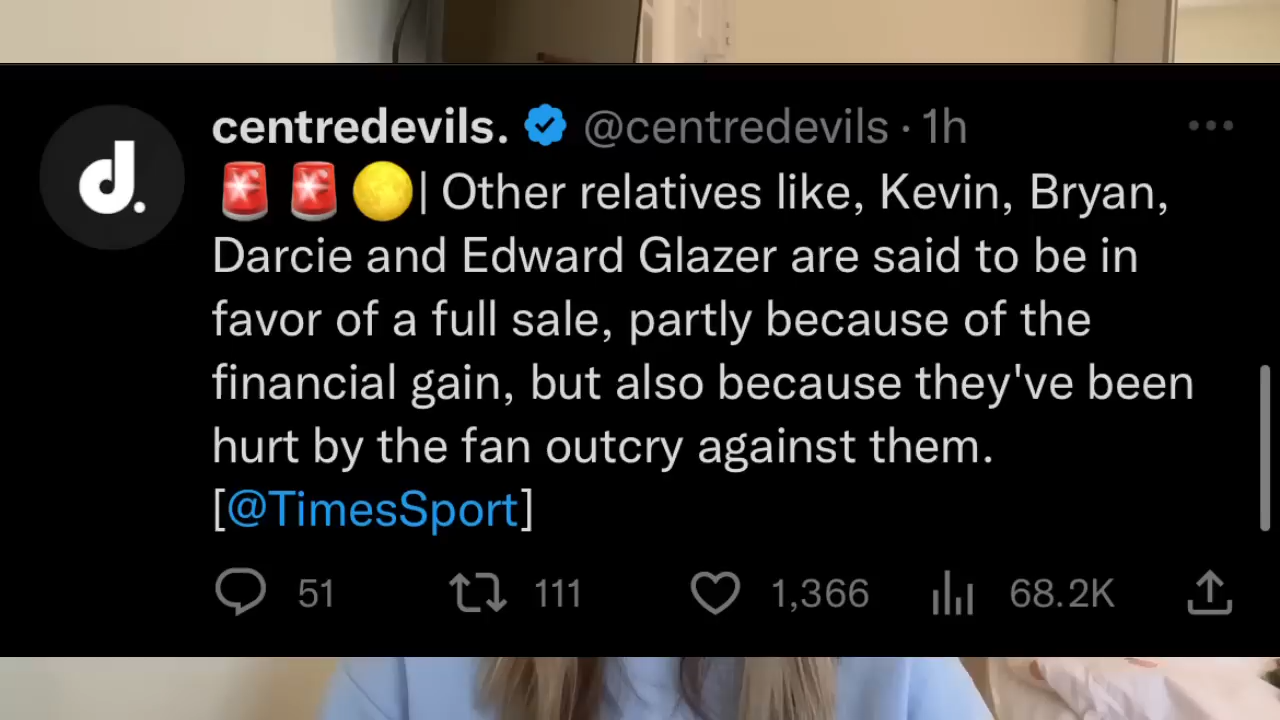 d.
centredevils. @centredevils · 1h
🚨🚨🌕| Other relatives like, Kevin, Bryan,
Darcie and Edward Glazer are said to be in
favor of a full sale, partly because of the
financial gain, but also because they've been
hurt by the fan outcry against them.
[@TimesSport]
51 111 1,366 68.2K